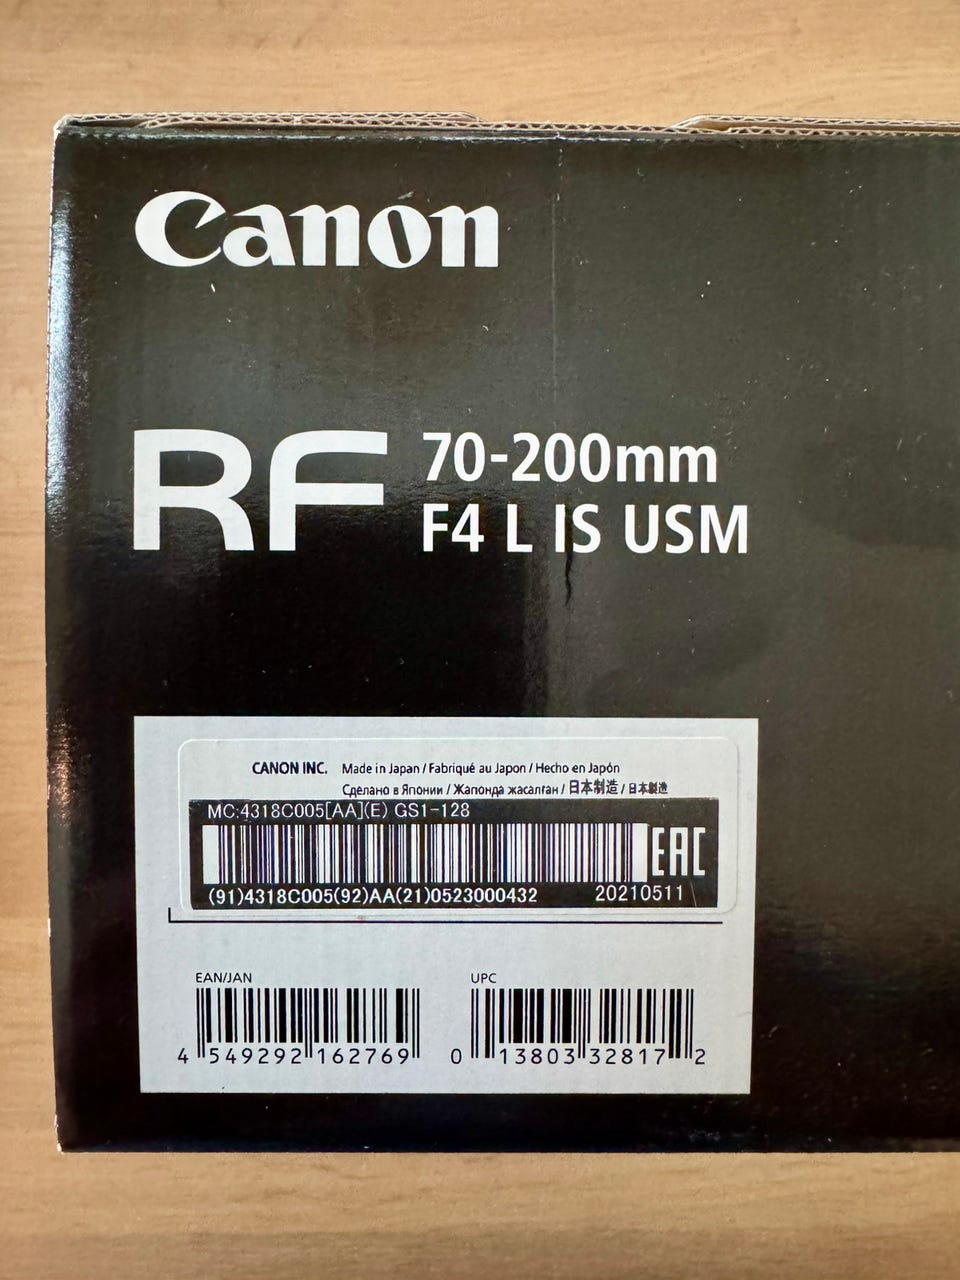 Canon
RF 70-200mm
F4 L IS USM
CANON INC. Made in Japan / Fabriqué au Japon / Hecho en Japón
Сделано в Японии / Жапонда жасалған / 日本制造 / 日本製造
MC:4318C005[AA](E) GS1-128
EAC
(91)4318C005(92)AA(21)0523000432 20210511
EAN/JAN UPC
4 549292 162769 0 13803 32817 2